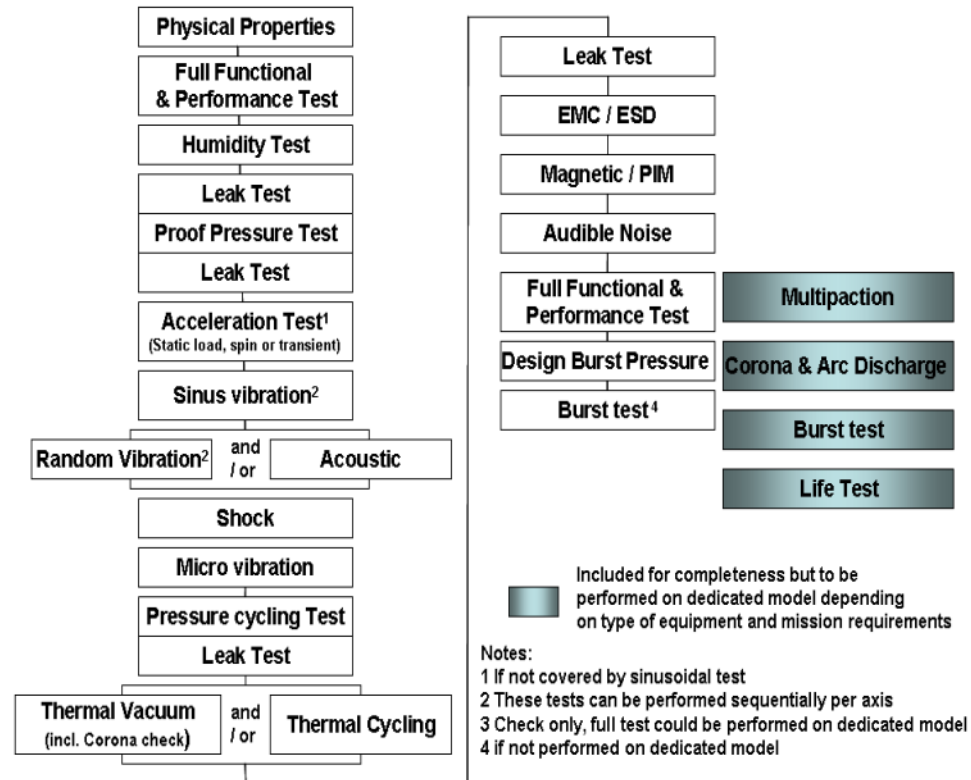 Physical Properties
Full Functional
& Performance Test
Humidity Test
Leak Test
Proof Pressure Test
Leak Test
Acceleration Test¹
(Static load, spin or transient)
Sinus vibration²
Random Vibration²
and
/ or
Acoustic
Shock
Micro vibration
Pressure cycling Test
Leak Test
Thermal Vacuum
(incl. Corona check)
and
/ or
Thermal Cycling
Leak Test
EMC / ESD
Magnetic / PIM
Audible Noise
Full Functional &
Performance Test
Design Burst Pressure
Burst test⁴
Multipaction
Corona & Arc Discharge
Burst test
Life Test
Included for completeness but to be
performed on dedicated model depending
on type of equipment and mission requirements
Notes:
1 If not covered by sinusoidal test
2 These tests can be performed sequentially per axis
3 Check only, full test could be performed on dedicated model
4 if not performed on dedicated model